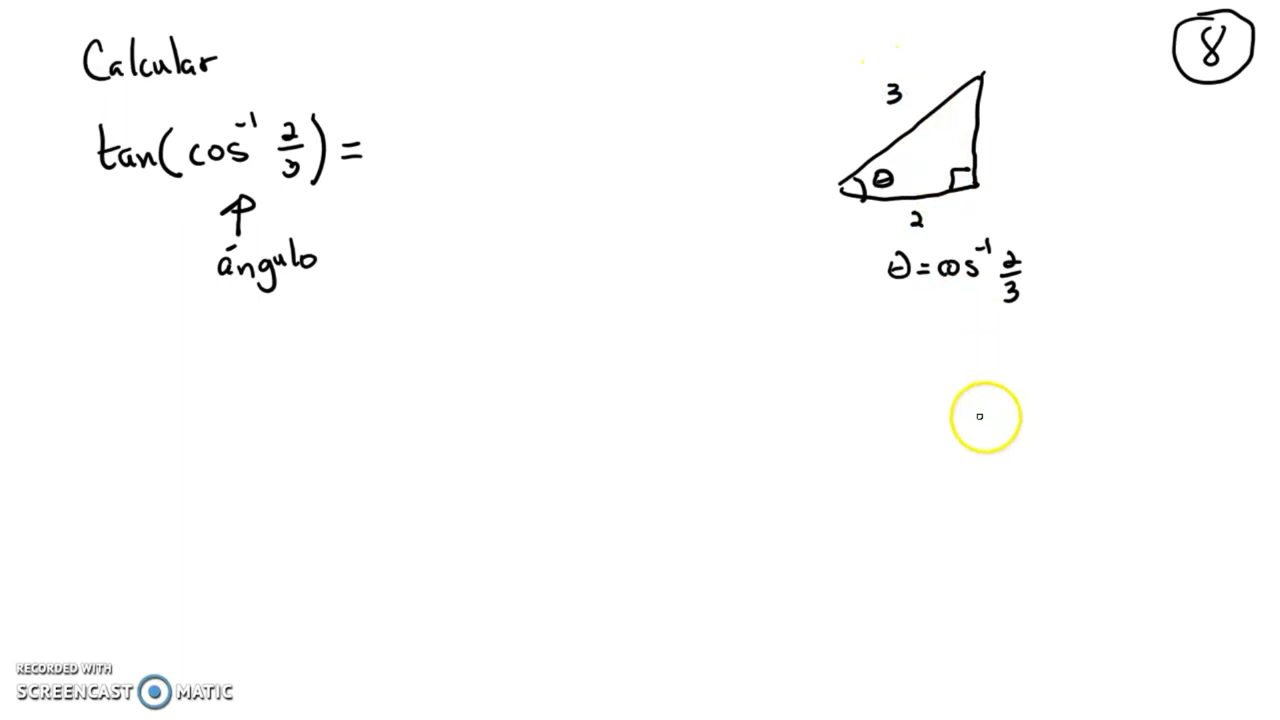 Calcular
tan(cos⁻¹ 2/3) =
ángulo
8
3
θ
2
θ = cos⁻¹ 2/3
RECORDED WITH
SCREENCAST MATIC